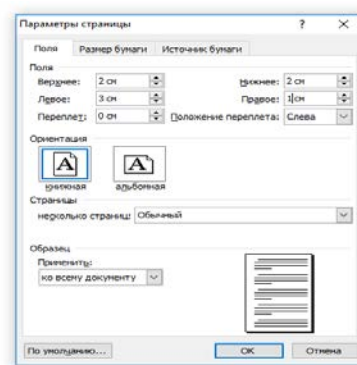 Параметры страницы ? ×
Поля Размер бумаги Источник бумаги
Поля
Верхнее: 2 см Нижнее: 2 см
Левое: 3 см Правое: 1 см
Переплет: 0 см Положение переплета: Слева
Ориентация
A A
книжная альбомная
Страницы
несколько страниц: Обычный
Образец
Применить:
ко всему документу
По умолчанию... ОК Отмена